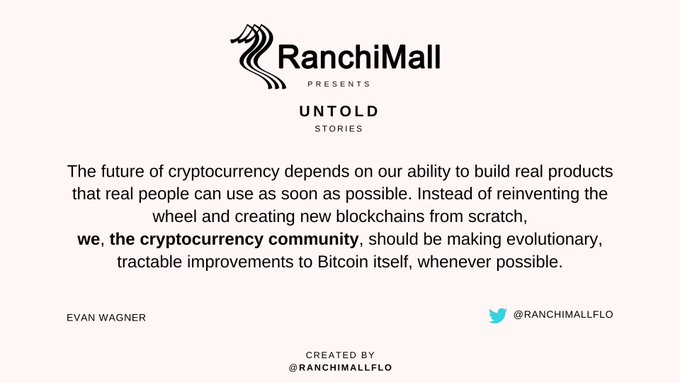 RanchiMall
PRESENTS
UNTOLD
STORIES
The future of cryptocurrency depends on our ability to build real products
that real people can use as soon as possible. Instead of reinventing the
wheel and creating new blockchains from scratch,
we, the cryptocurrency community, should be making evolutionary,
tractable improvements to Bitcoin itself, whenever possible.
EVAN WAGNER
@RANCHIMALLFLO
CREATED BY
@RANCHIMALLFLO